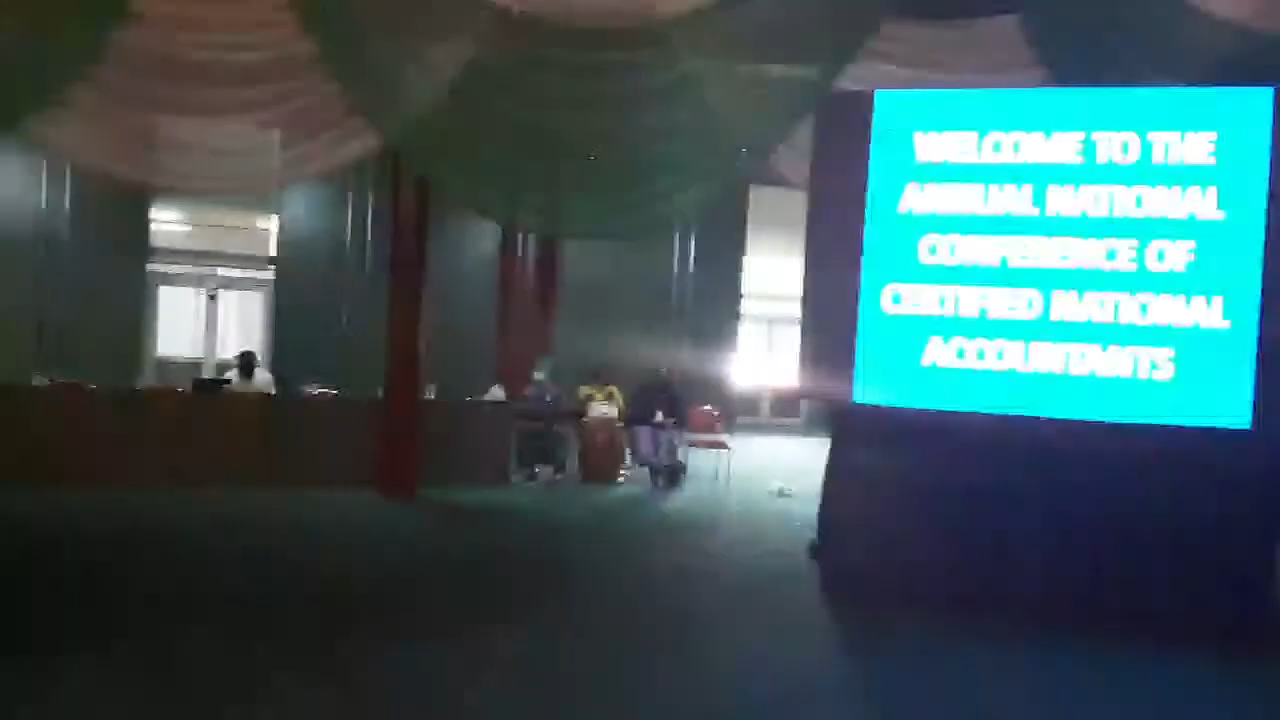 WELCOME TO THE
ANNUAL NATIONAL
CONFERENCE OF
CERTIFIED NATIONAL
ACCOUNTANTS